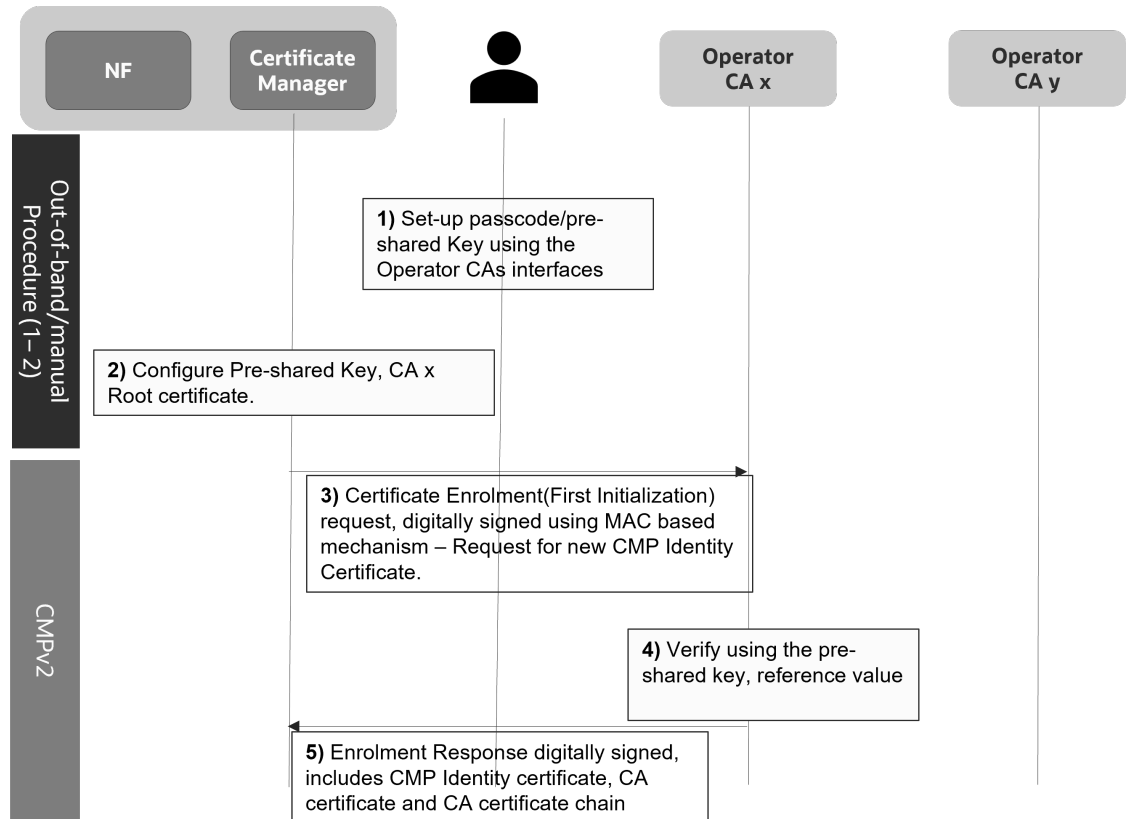 NF
Certificate
Manager
Operator
CA x
Operator
CA y
Out-of-band/manual
Procedure (1– 2)
1) Set-up passcode/pre-
shared Key using the
Operator CAs interfaces
2) Configure Pre-shared Key, CA x
Root certificate.
CMPv2
3) Certificate Enrolment(First Initialization)
request, digitally signed using MAC based
mechanism – Request for new CMP Identity
Certificate.
4) Verify using the pre-
shared key, reference value
5) Enrolment Response digitally signed,
includes CMP Identity certificate, CA
certificate and CA certificate chain